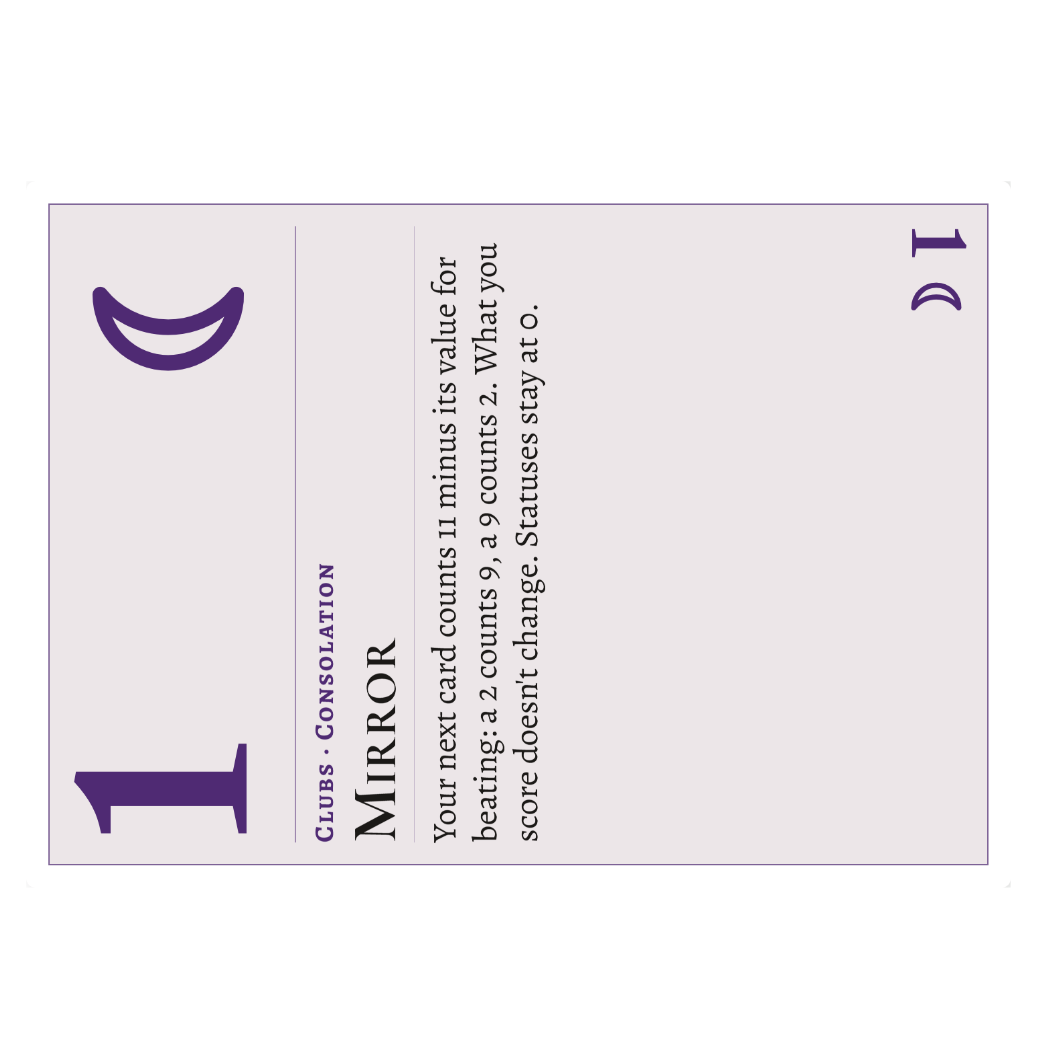 1
Clubs · Consolation
Mirror
Your next card counts 11 minus its value for
beating: a 2 counts 9, a 9 counts 2. What you
score doesn't change. Statuses stay at 0.
1